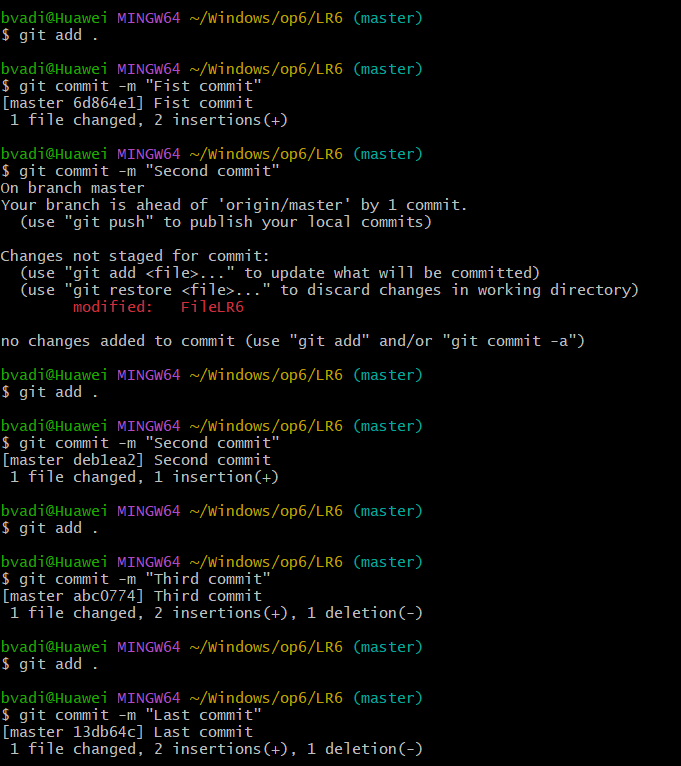 bvadi@Huawei MINGW64 ~/Windows/op6/LR6 (master)
$ git add .
bvadi@Huawei MINGW64 ~/Windows/op6/LR6 (master)
$ git commit -m "Fist commit"
[master 6d864e1] Fist commit
 1 file changed, 2 insertions(+)
bvadi@Huawei MINGW64 ~/Windows/op6/LR6 (master)
$ git commit -m "Second commit"
On branch master
Your branch is ahead of 'origin/master' by 1 commit.
  (use "git push" to publish your local commits)
Changes not staged for commit:
  (use "git add <file>..." to update what will be committed)
  (use "git restore <file>..." to discard changes in working directory)
        modified:   FileLR6
no changes added to commit (use "git add" and/or "git commit -a")
bvadi@Huawei MINGW64 ~/Windows/op6/LR6 (master)
$ git add .
bvadi@Huawei MINGW64 ~/Windows/op6/LR6 (master)
$ git commit -m "Second commit"
[master deb1ea2] Second commit
 1 file changed, 1 insertion(+)
bvadi@Huawei MINGW64 ~/Windows/op6/LR6 (master)
$ git add .
bvadi@Huawei MINGW64 ~/Windows/op6/LR6 (master)
$ git commit -m "Third commit"
[master abc0774] Third commit
 1 file changed, 2 insertions(+), 1 deletion(-)
bvadi@Huawei MINGW64 ~/Windows/op6/LR6 (master)
$ git add .
bvadi@Huawei MINGW64 ~/Windows/op6/LR6 (master)
$ git commit -m "Last commit"
[master 13db64c] Last commit
 1 file changed, 2 insertions(+), 1 deletion(-)